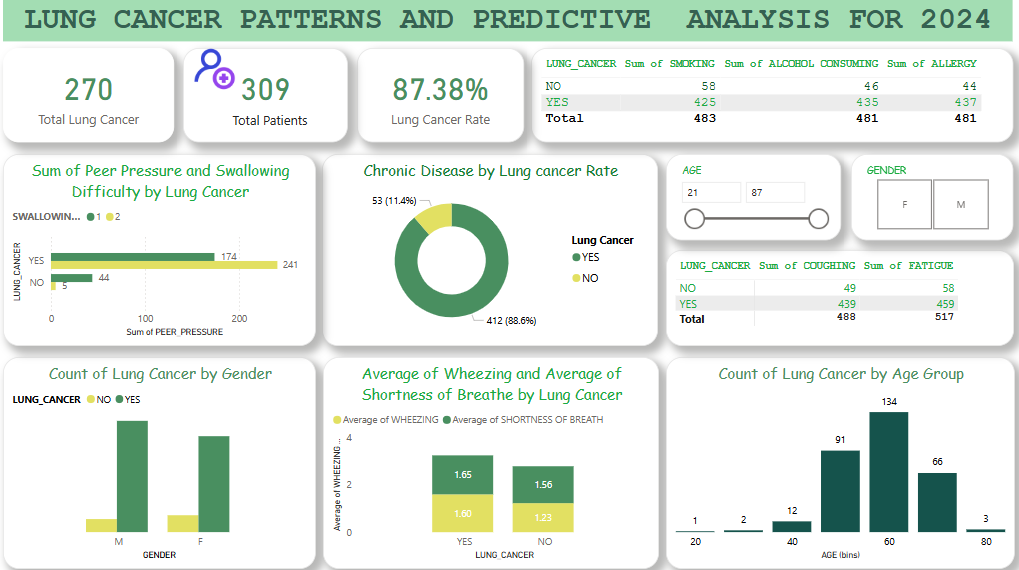 LUNG CANCER PATTERNS AND PREDICTIVE ANALYSIS FOR 2024
270
Total Lung Cancer
309
Total Patients
87.38%
Lung Cancer Rate
LUNG_CANCER Sum of SMOKING Sum of ALCOHOL CONSUMING Sum of ALLERGY
NO 58 46 44
YES 425 435 437
Total 483 481 481
Sum of Peer Pressure and Swallowing
Difficulty by Lung Cancer
SWALLOWIN... 1 2
LUNG_CANCER
YES 174
241
NO 44
5
0 100 200
Sum of PEER_PRESSURE
Chronic Disease by Lung cancer Rate
53 (11.4%)
Lung Cancer
YES
NO
412 (88.6%)
AGE
21 87
GENDER
F M
LUNG_CANCER Sum of COUGHING Sum of FATIGUE
NO 49 58
YES 439 459
Total 488 517
Count of Lung Cancer by Gender
LUNG_CANCER NO YES
M F
GENDER
Average of Wheezing and Average of
Shortness of Breathe by Lung Cancer
Average of WHEEZING Average of SHORTNESS OF BREATH
Average of WHEEZING...
4
2
0
1.65 1.56
1.60 1.23
YES NO
LUNG_CANCER
Count of Lung Cancer by Age Group
1 2 12 91 134 66 3
20 40 60 80
AGE (bins)